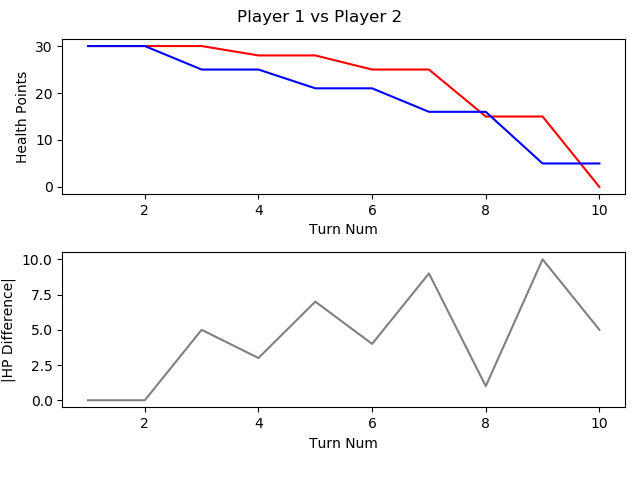 Player 1 vs Player 2
30
20
10
0
Health Points
2 4 6 8 10
Turn Num
10.0
7.5
5.0
2.5
0.0
|HP Difference|
2 4 6 8 10
Turn Num